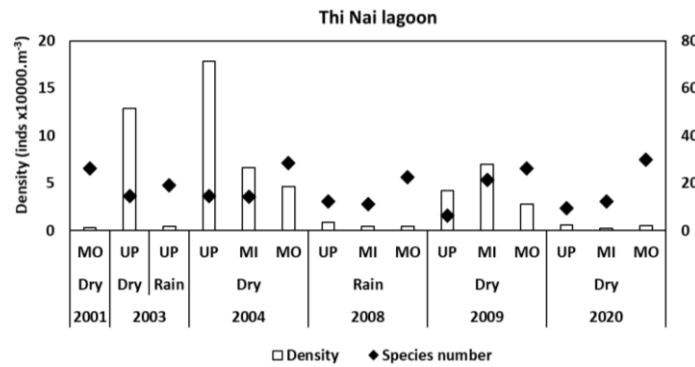 Thi Nai lagoon
Density (inds x10000.m⁻³)
20
15
10
5
0
80
60
40
20
0
MO UP UP UP MI MO UP MI MO UP MI MO UP MI MO
Dry Dry Rain Dry Rain Dry Dry
2001 2003 2004 2008 2009 2020
Density Species number